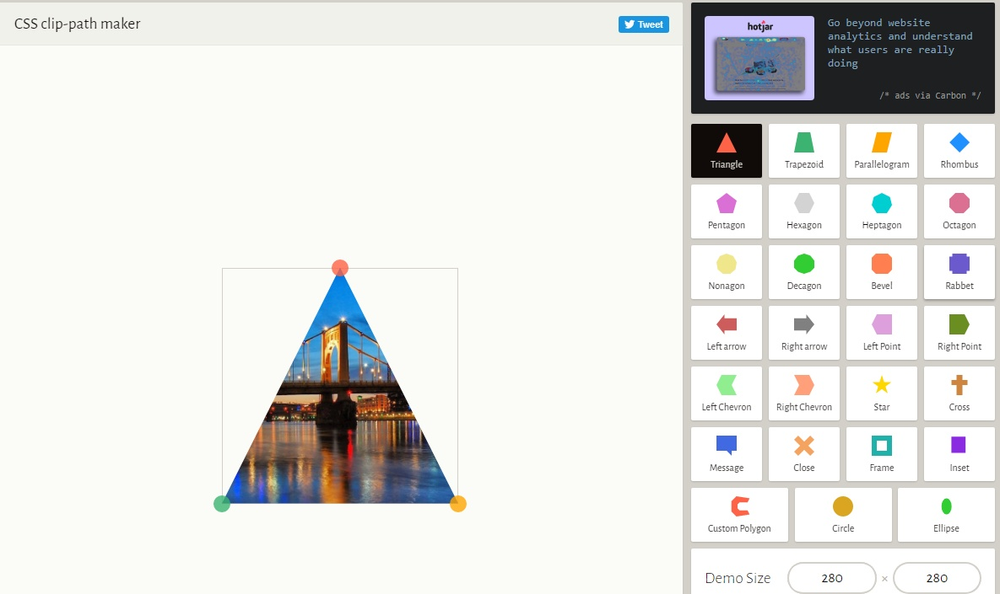 CSS clip-path maker
Tweet
hotjar
Go beyond website
analytics and understand
what users are really
doing
/* ads via Carbon */
Triangle
Trapezoid
Parallelogram
Rhombus
Pentagon
Hexagon
Heptagon
Octagon
Nonagon
Decagon
Bevel
Rabbet
Left arrow
Right arrow
Left Point
Right Point
Left Chevron
Right Chevron
Star
Cross
Message
Close
Frame
Inset
Custom Polygon
Circle
Ellipse
Demo Size 280 × 280